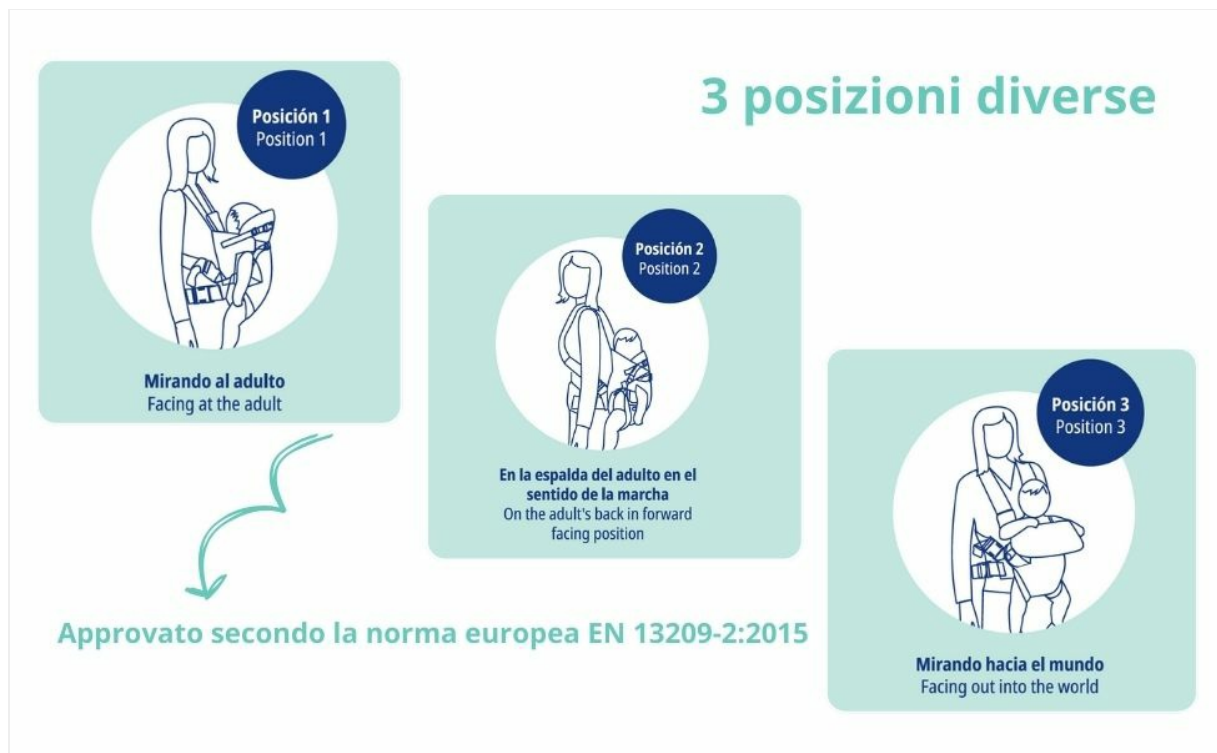 3 posizioni diverse
Posición 1
Position 1
Mirando al adulto
Facing at the adult
Posición 2
Position 2
En la espalda del adulto en el
sentido de la marcha
On the adult's back in forward
facing position
Posición 3
Position 3
Mirando hacia el mundo
Facing out into the world
Approvato secondo la norma europea EN 13209-2:2015